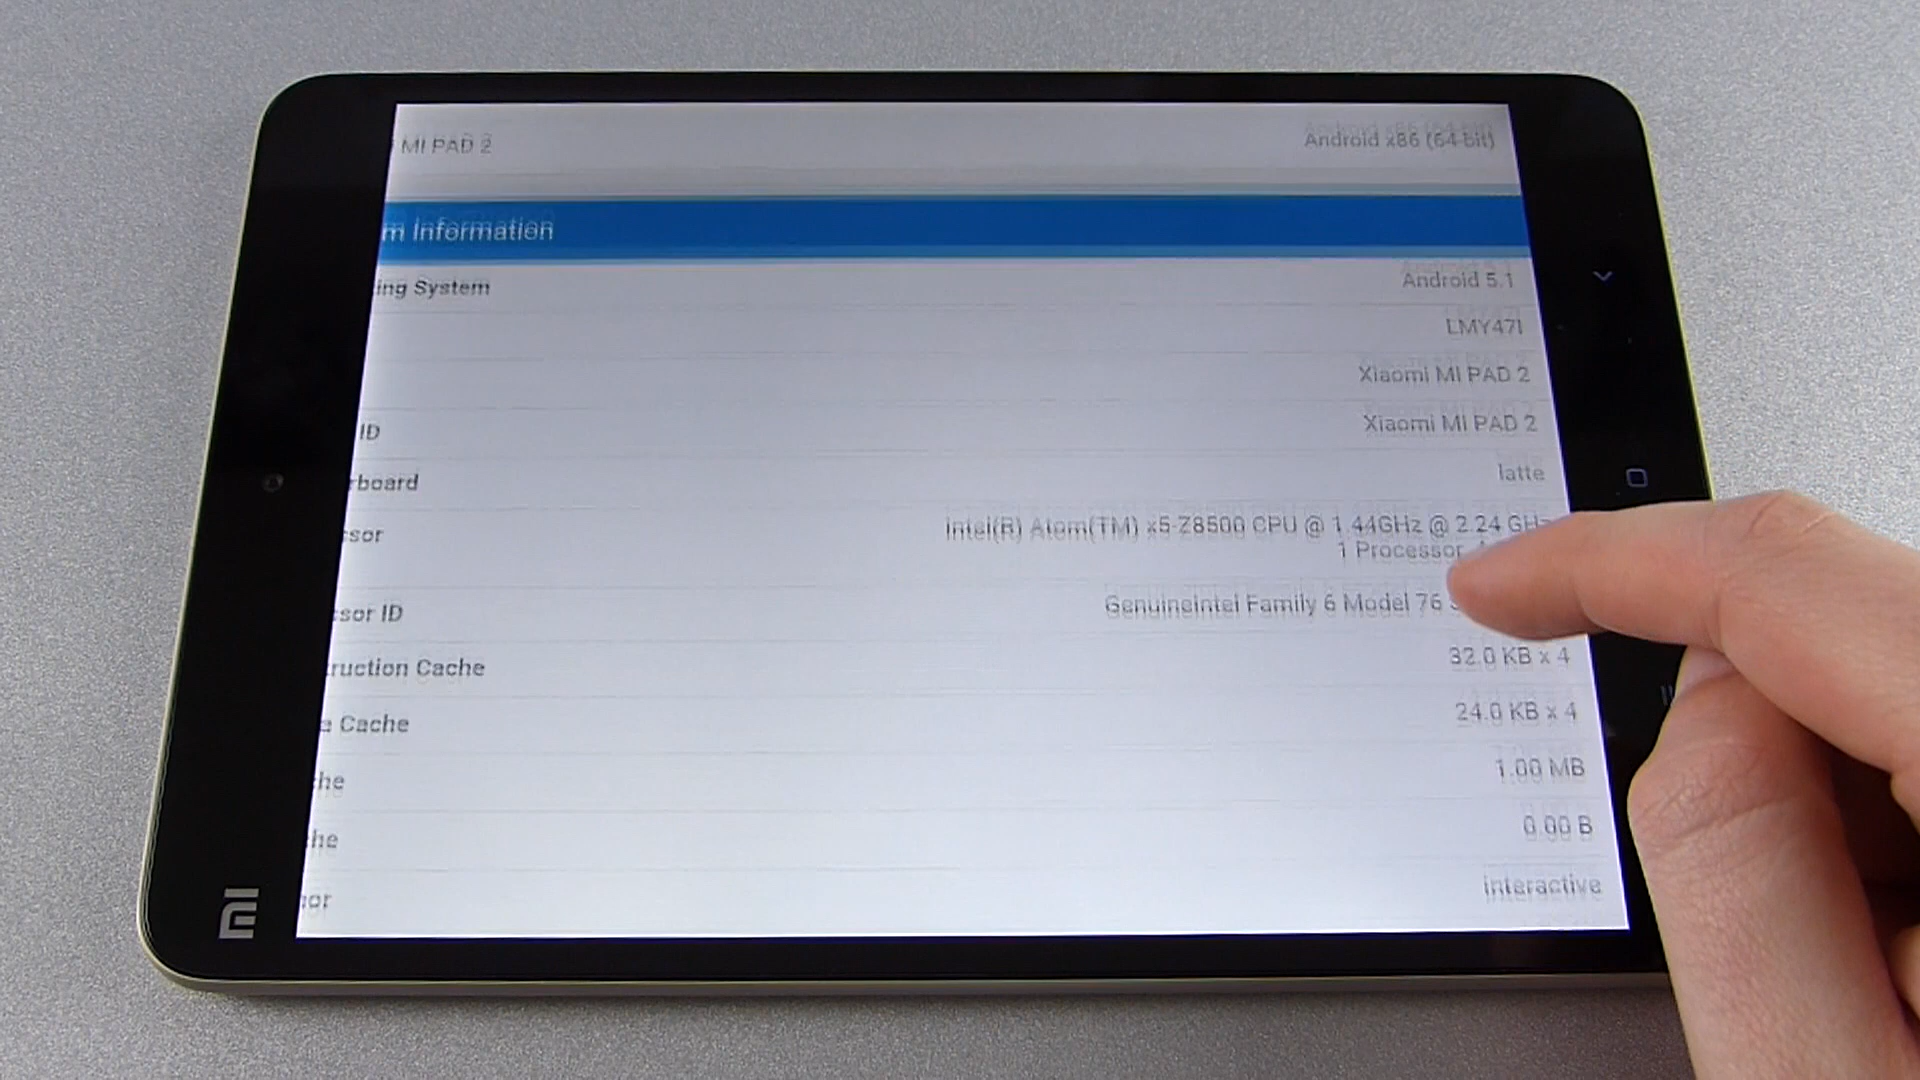 MI PAD 2 Android x86 (64-bit)
m Information
ing System Android 5.1
LMY47I
Xiaomi MI PAD 2
ID Xiaomi MI PAD 2
rboard latte
ssor Intel(R) Atom(TM) x5-Z8500 CPU @ 1.44GHz @ 2.24 GHz
1 Processor
sor ID GenuineIntel Family 6 Model 76
ruction Cache 32.0 KB x 4
a Cache 24.0 KB x 4
he 1.00 MB
he 0.00 B
or interactive